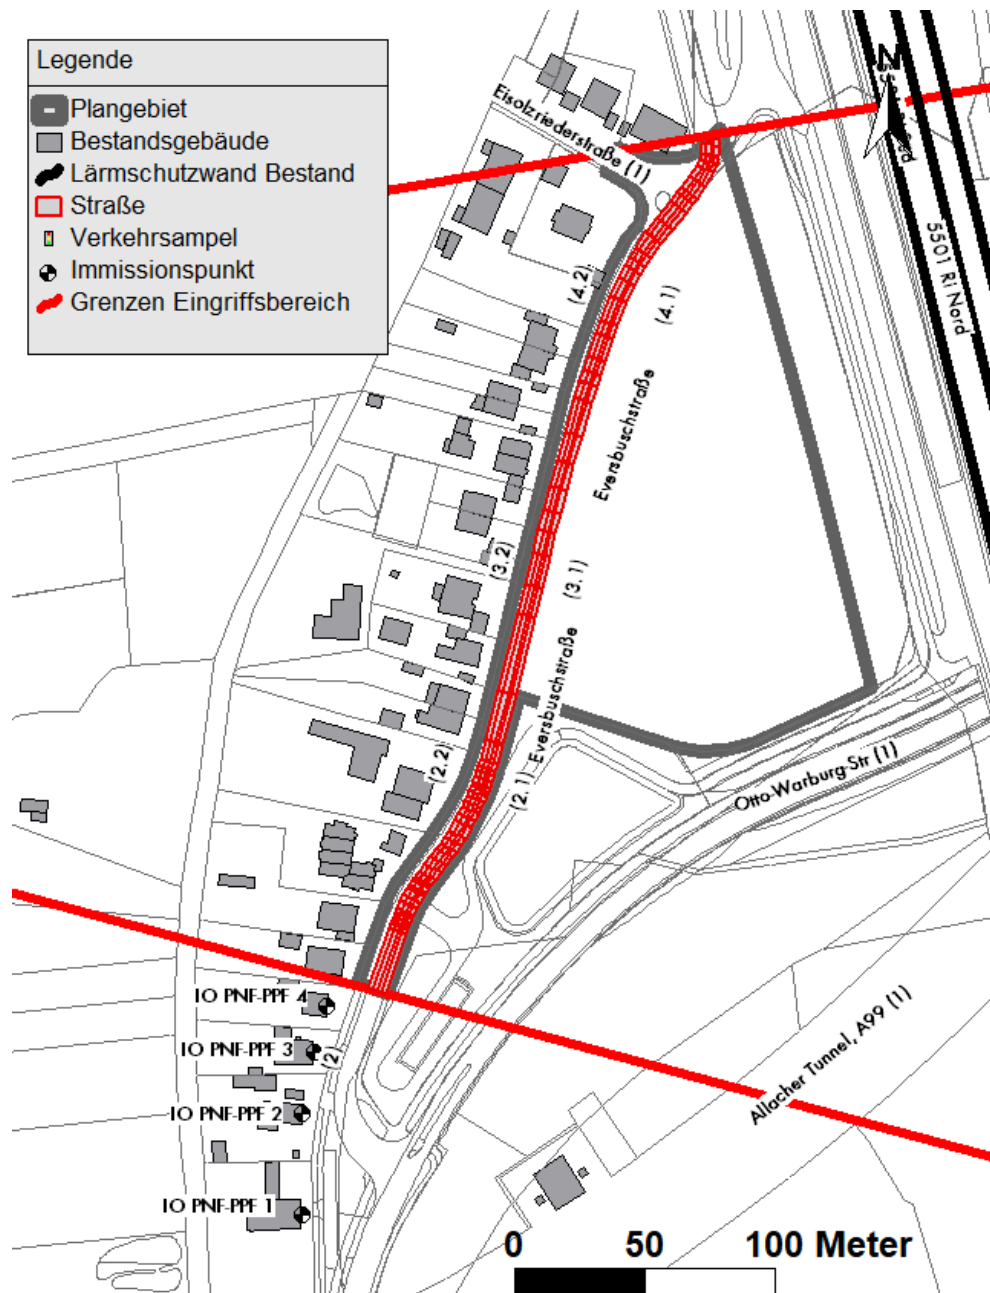 Legende
Plangebiet
Bestandsgebäude
Lärmschutzwand Bestand
Straße
Verkehrsampel
Immissionspunkt
Grenzen Eingriffsbereich
N
Eisolzriederstraße (1)
5501 Ri Nord
(4.2)
(4.1)
Eversbuschstraße
(3.2)
(3.1)
Eversbuschstraße
(2.2)
(2.1)
Otto-Warburg-Str (1)
IO PNF-PPF 4
IO PNF-PPF 3
(2)
Allacher Tunnel, A99 (1)
IO PNF-PPF 2
IO PNF-PPF 1
0 50 100 Meter